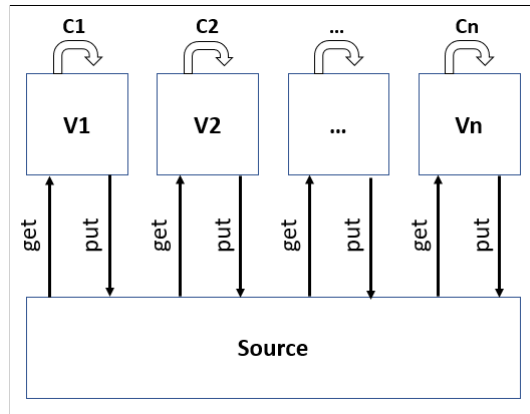 C1 C2 ... Cn
V1 V2 ... Vn
get put get put get put get put
Source